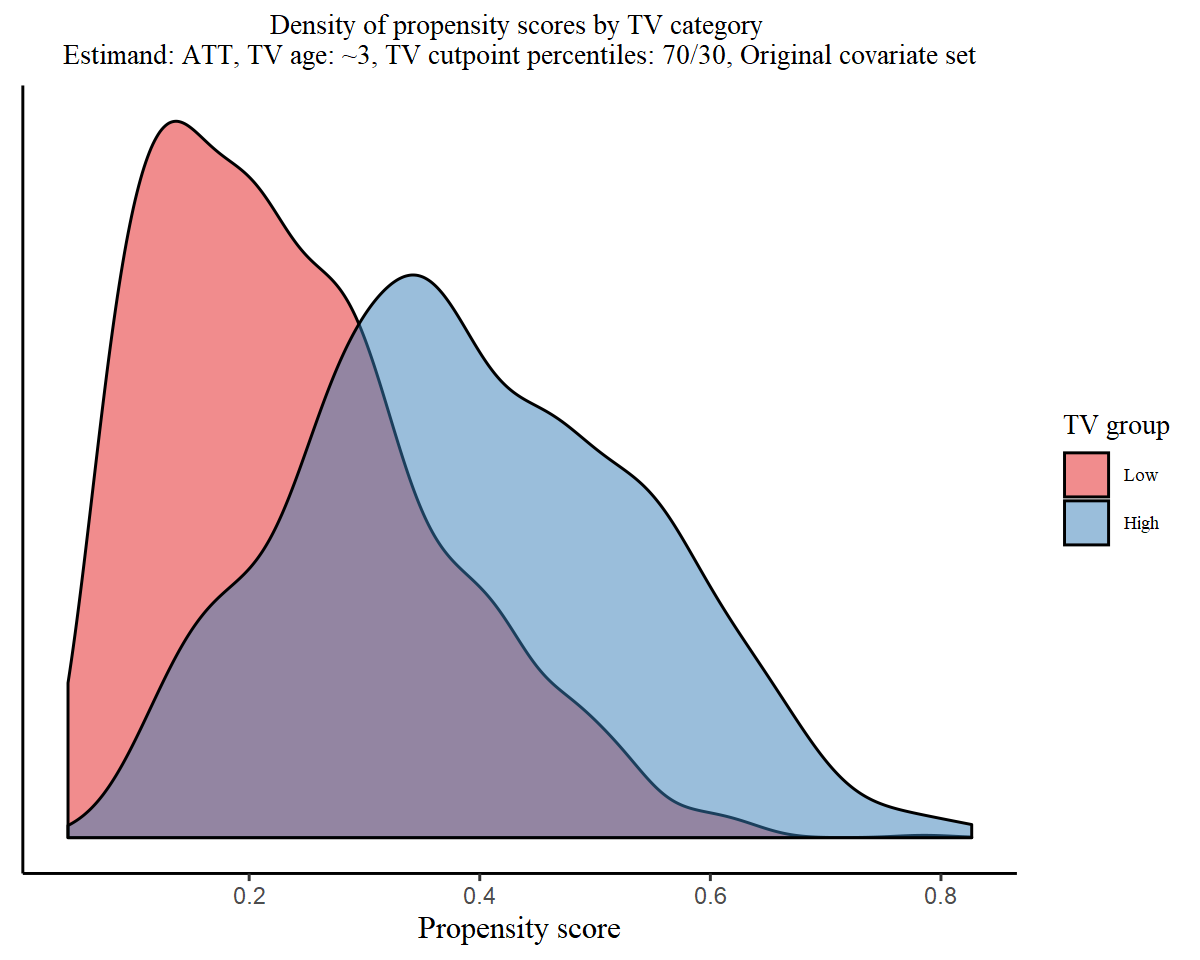 Density of propensity scores by TV category
Estimand: ATT, TV age: ~3, TV cutpoint percentiles: 70/30, Original covariate set
TV group
Low
High
0.2 0.4 0.6 0.8
Propensity score